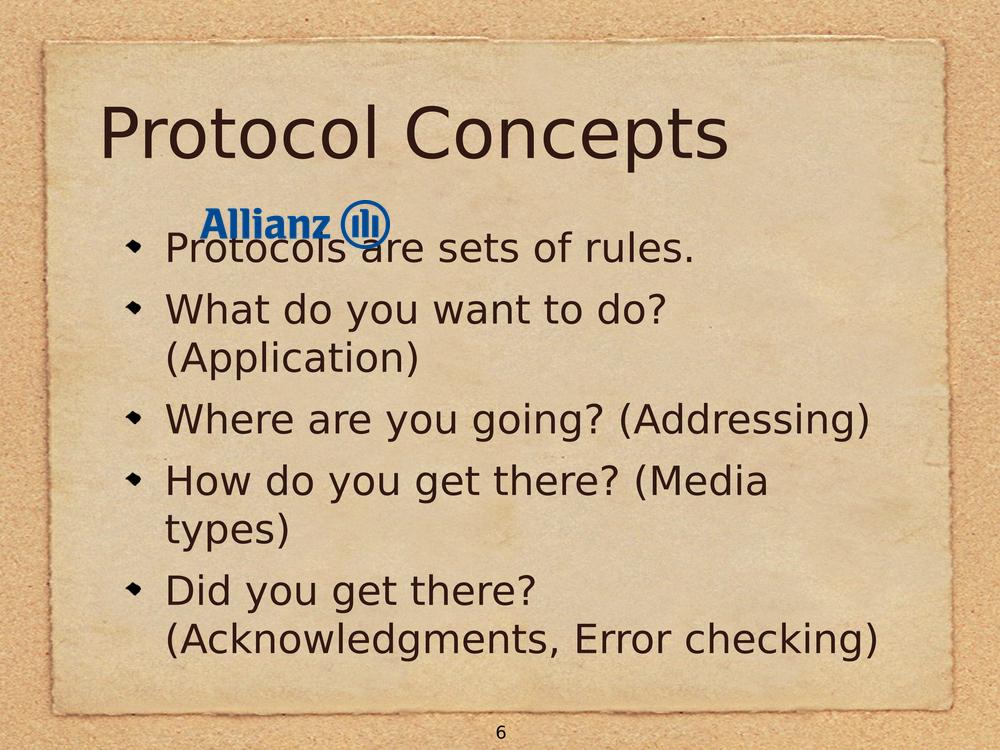 Protocol Concepts
Allianz
Protocols are sets of rules.
What do you want to do?
(Application)
Where are you going? (Addressing)
How do you get there? (Media
types)
Did you get there?
(Acknowledgments, Error checking)
6